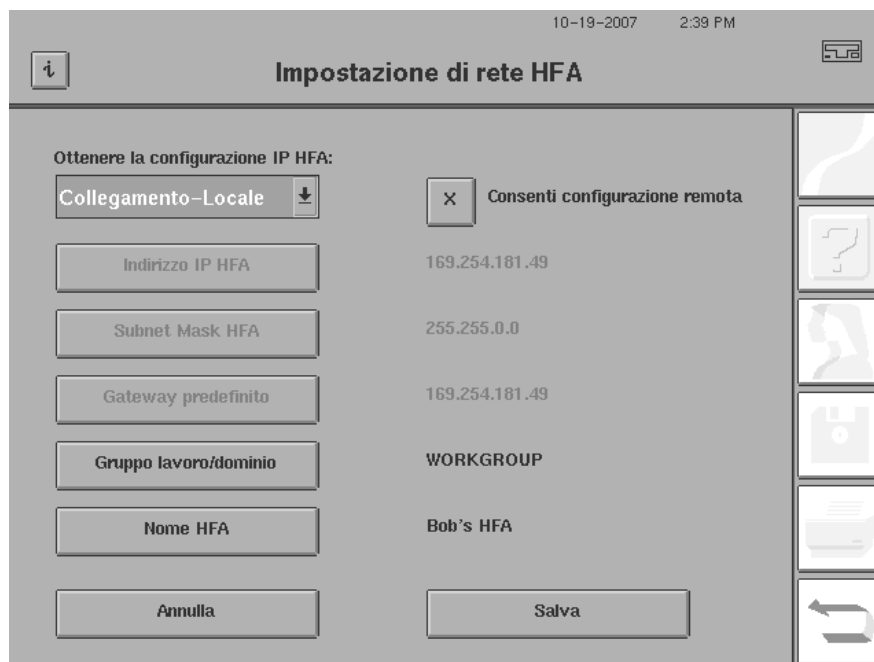 10-19-2007 2:39 PM
i
Impostazione di rete HFA
Ottenere la configurazione IP HFA:
Collegamento-Locale
X Consenti configurazione remota
Indirizzo IP HFA 169.254.181.49
Subnet Mask HFA 255.255.0.0
Gateway predefinito 169.254.181.49
Gruppo lavoro/dominio WORKGROUP
Nome HFA Bob's HFA
Annulla Salva
?